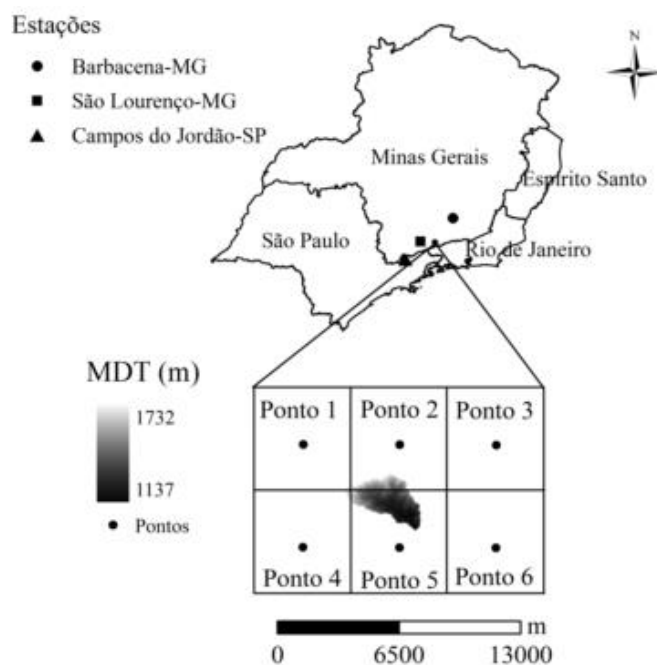 Estações
Barbacena-MG
São Lourenço-MG
Campos do Jordão-SP
N
Minas Gerais
Espírito Santo
São Paulo
Rio de Janeiro
MDT (m)
1732
1137
Pontos
Ponto 1 Ponto 2 Ponto 3
Ponto 4 Ponto 5 Ponto 6
m
0 6500 13000